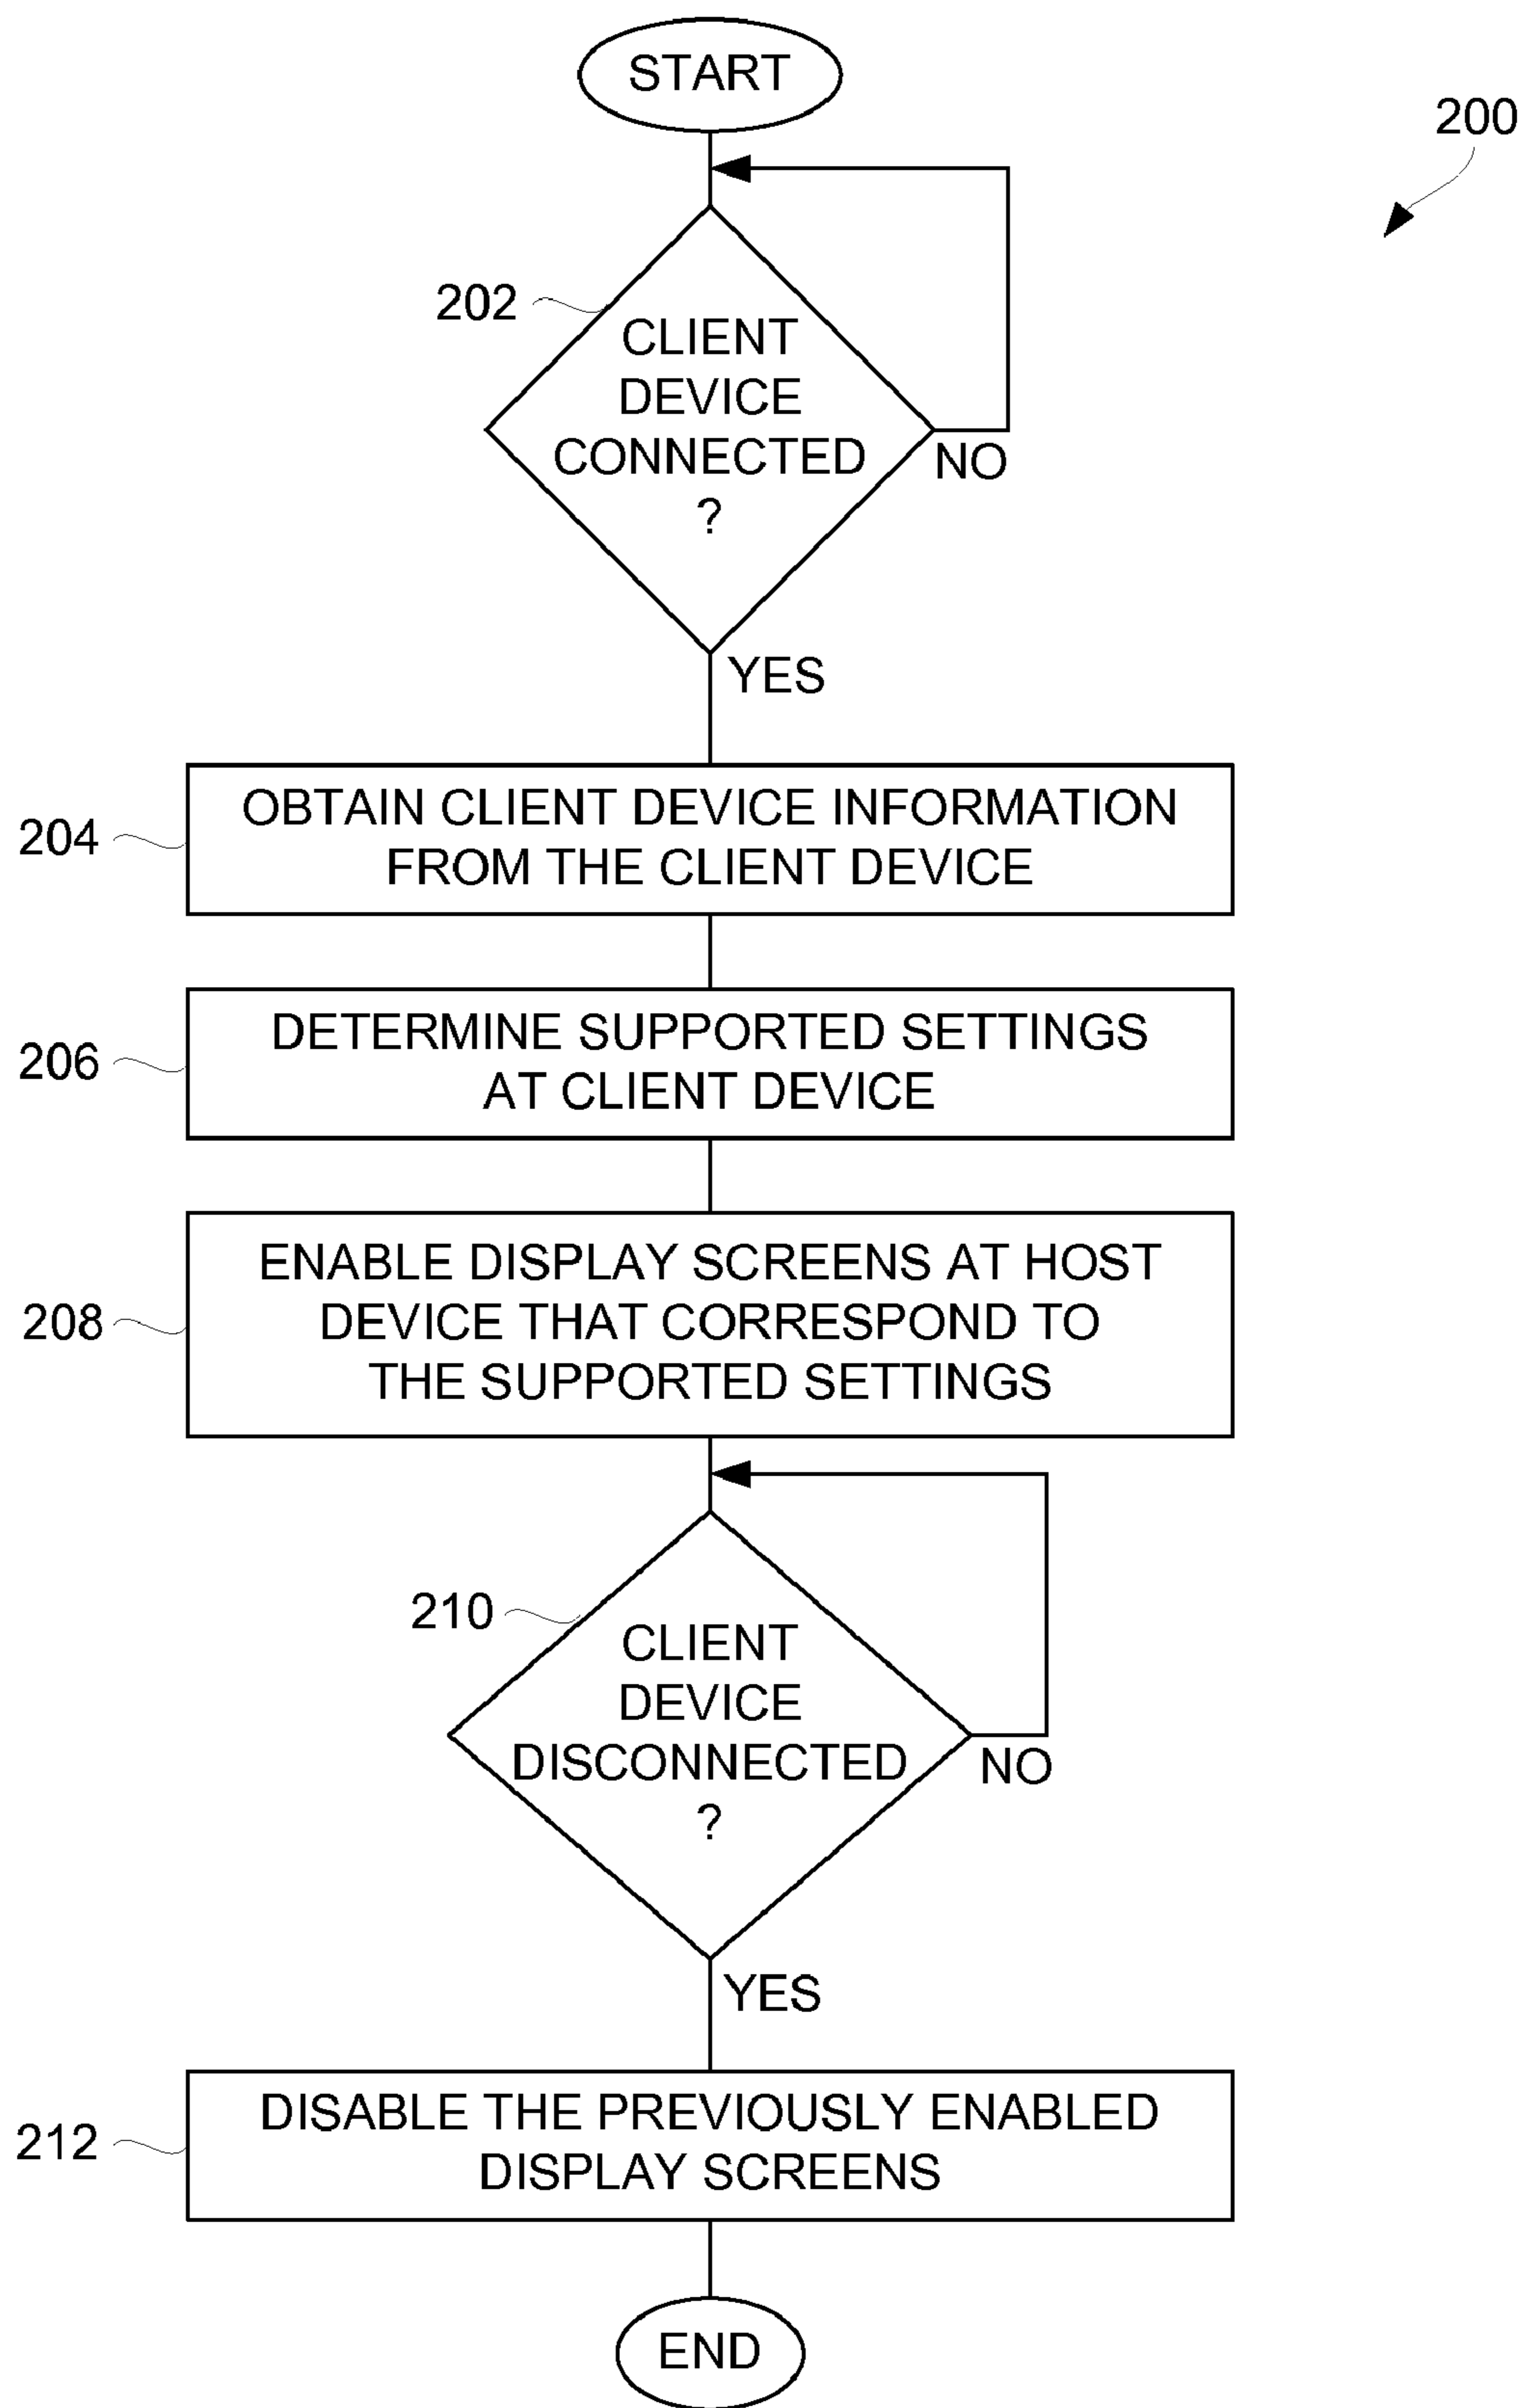 START
200
202
CLIENT
DEVICE
CONNECTED
?
NO
YES
204
OBTAIN CLIENT DEVICE INFORMATION
FROM THE CLIENT DEVICE
206
DETERMINE SUPPORTED SETTINGS
AT CLIENT DEVICE
208
ENABLE DISPLAY SCREENS AT HOST
DEVICE THAT CORRESPOND TO
THE SUPPORTED SETTINGS
210
CLIENT
DEVICE
DISCONNECTED
?
NO
YES
212
DISABLE THE PREVIOUSLY ENABLED
DISPLAY SCREENS
END